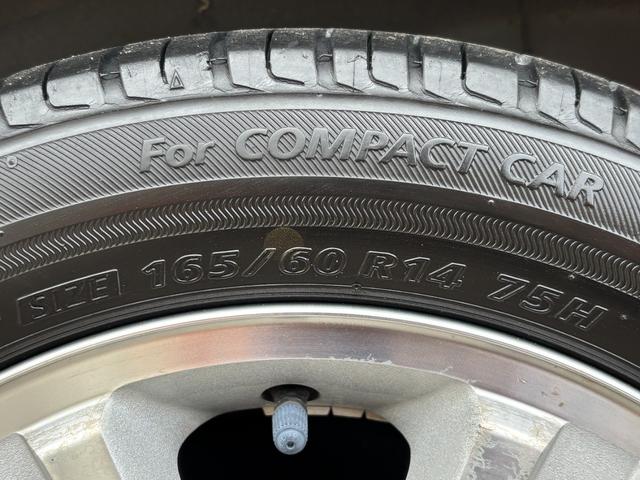 For COMPACT CAR
SIZE 165/60 R14 75H